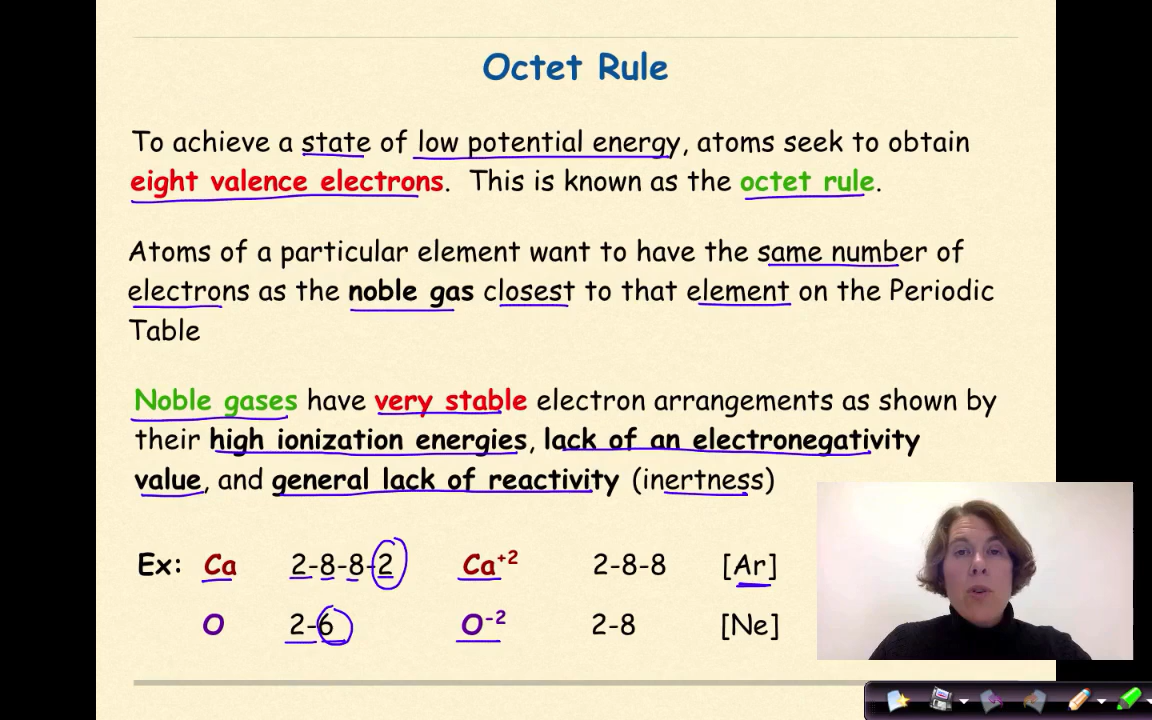 Octet Rule
To achieve a state of low potential energy, atoms seek to obtain
eight valence electrons. This is known as the octet rule.
Atoms of a particular element want to have the same number of
electrons as the noble gas closest to that element on the Periodic
Table
Noble gases have very stable electron arrangements as shown by
their high ionization energies, lack of an electronegativity
value, and general lack of reactivity (inertness)
Ex: Ca 2-8-8-2 Ca⁺² 2-8-8 [Ar]
O 2-6 O⁻² 2-8 [Ne]